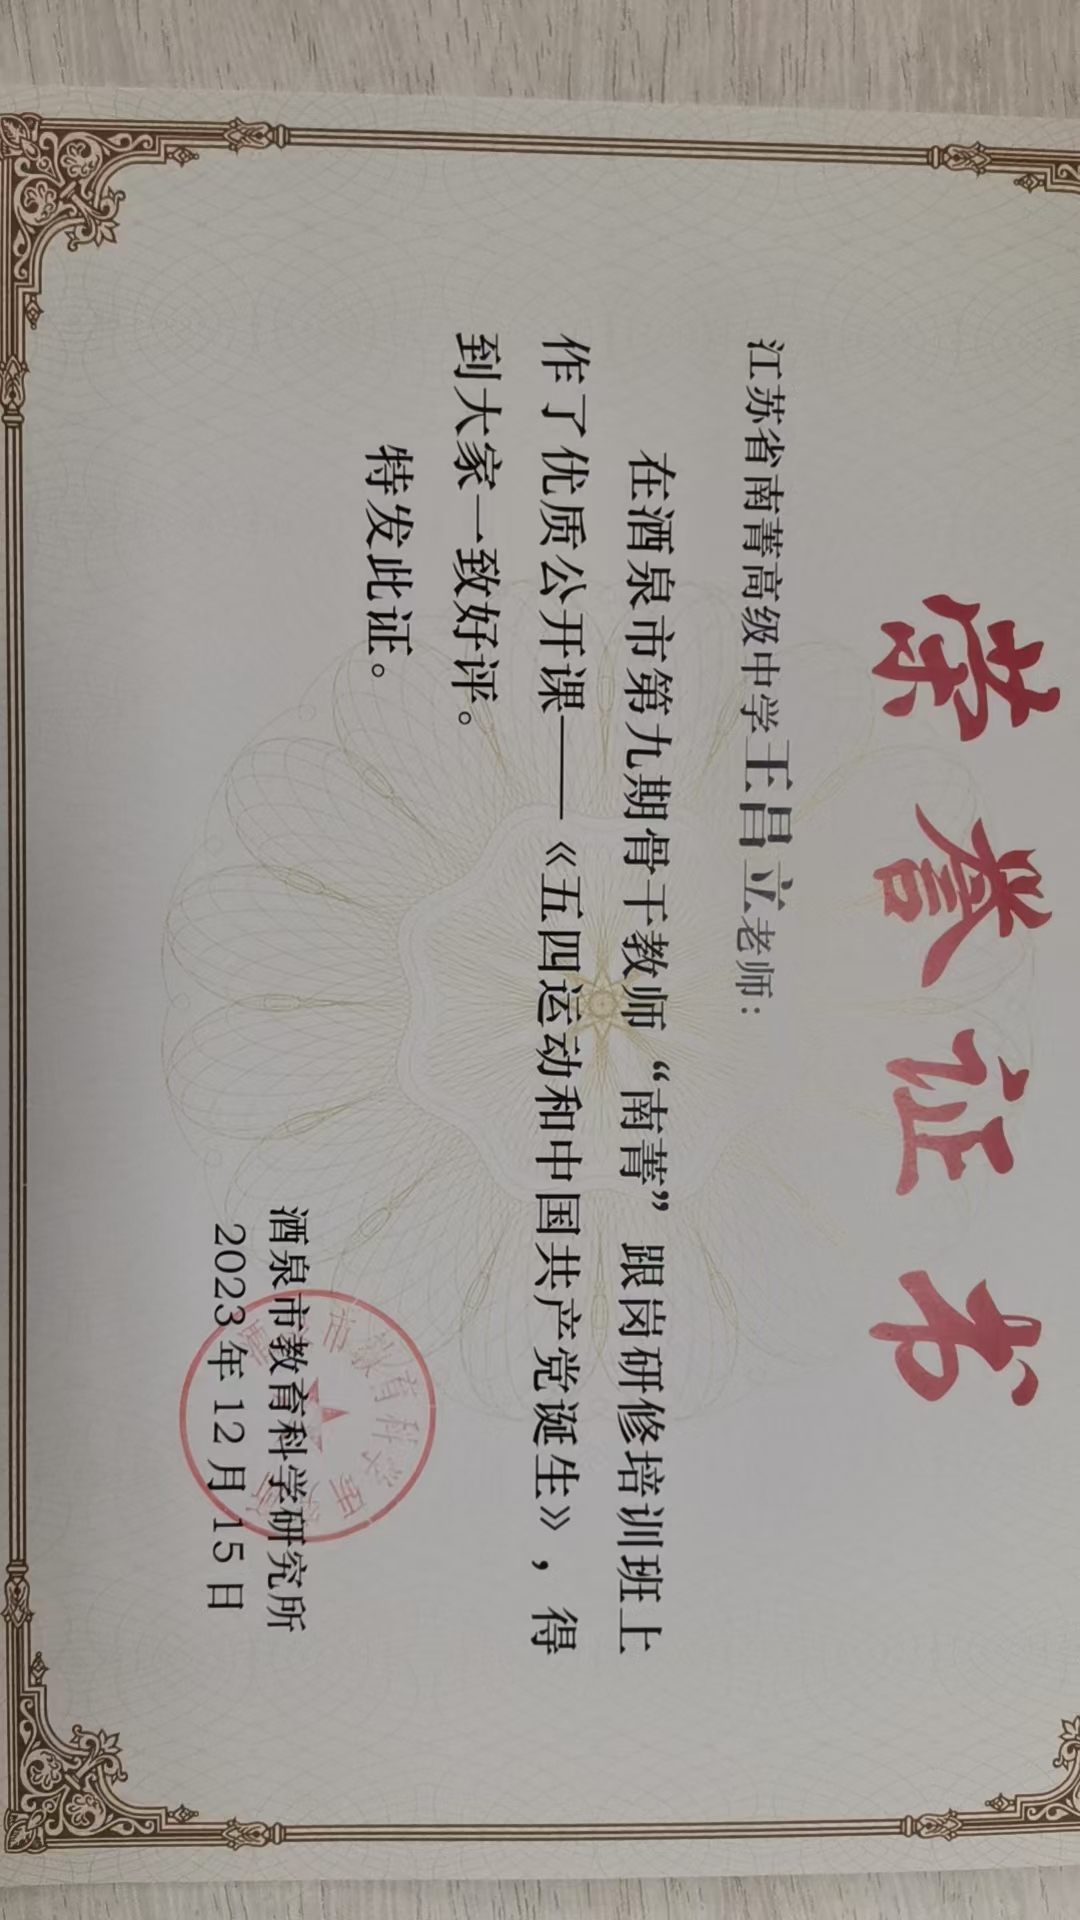 荣誉证书
江苏省南菁高级中学王昌立老师：
在酒泉市第九期骨干教师“南菁”跟岗研修培训班上
作了优质公开课——《五四运动和中国共产党诞生》，得
到大家一致好评。
特发此证。
酒泉市教育科学研究所
2023年12月15日